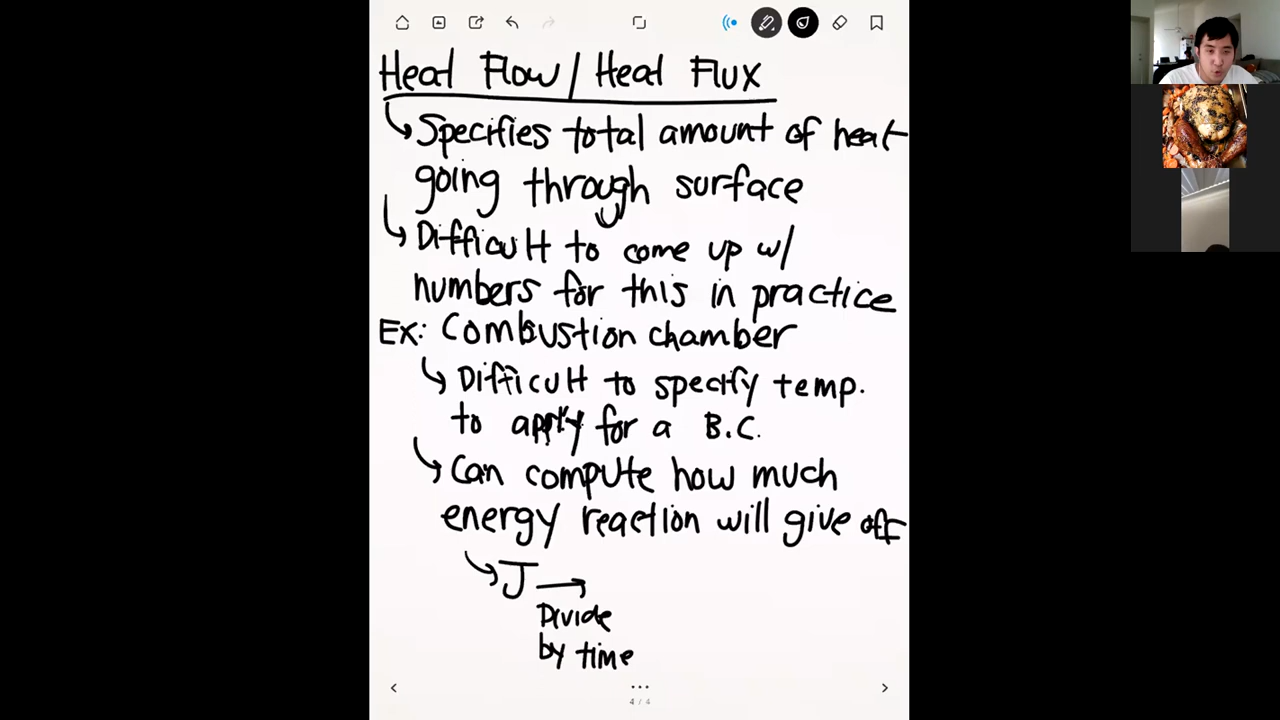 Heat Flow / Heat Flux
Specifies total amount of heat
going through surface
Difficult to come up w/
numbers for this in practice
Ex: Combustion chamber
Difficult to specify temp.
to apply for a B.C.
Can compute how much
energy reaction will give off
J →
Divide
by time
4 / 4